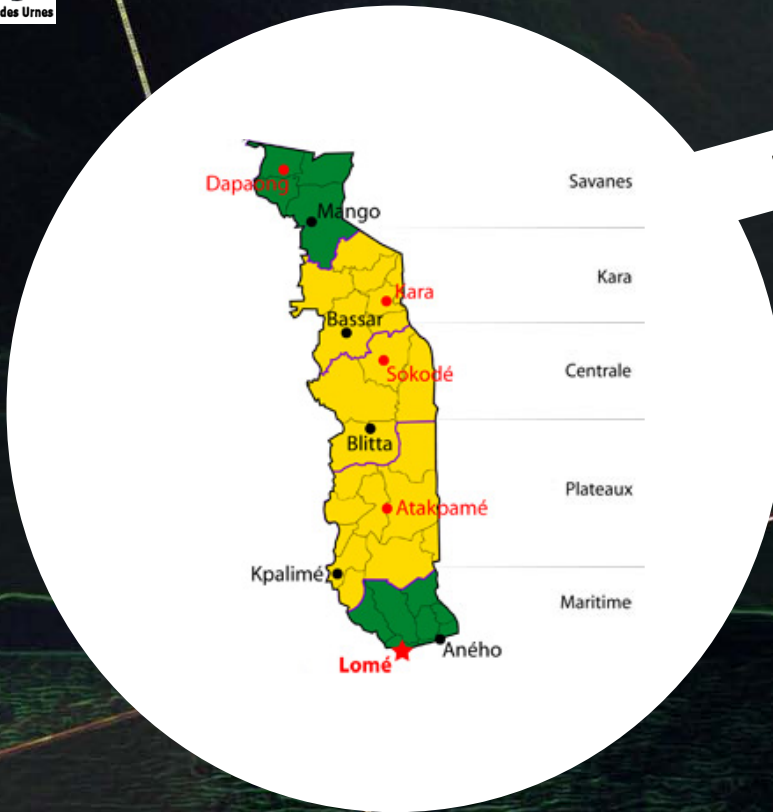 des Urnes
Savanes
Dapaong
Mango
Kara
Kara
Bassar
Centrale
Sokodé
Blitta
Plateaux
Atakpamé
Kpalimé
Maritime
Aného
Lomé